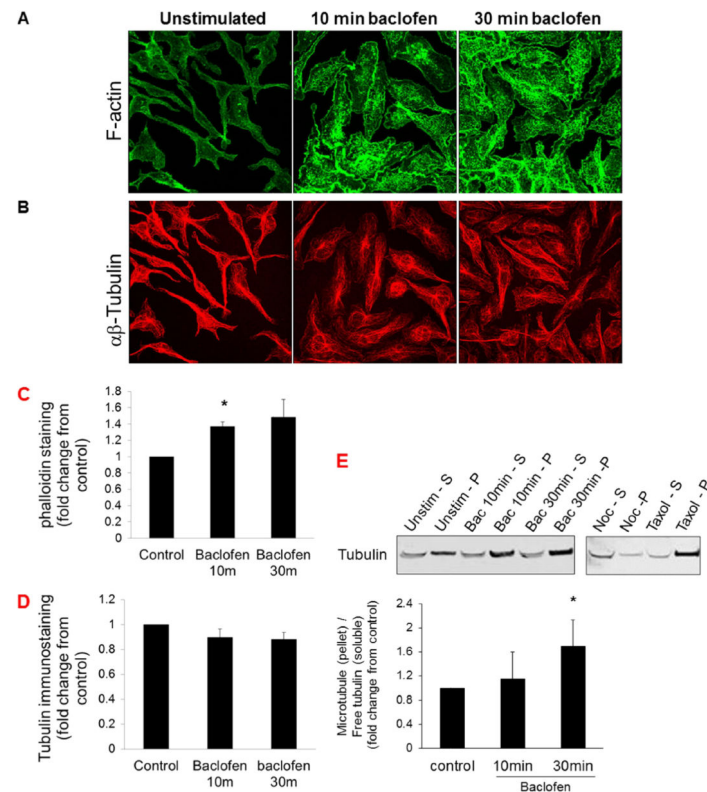 A
Unstimulated 10 min baclofen 30 min baclofen
F-actin
B
αβ-Tubulin
C
phalloidin staining
(fold change from
control)
1.8
1.6
1.4
1.2
1
0.8
0.6
0.4
0.2
0
*
Control Baclofen Baclofen
10m 30m
D
Tubulin immunostaining
(fold change from
control)
1.2
1
0.8
0.6
0.4
0.2
0
Control Baclofen baclofen
10m 30m
E
Unstim - S
Unstim - P
Bac 10min - S
Bac 10min - P
Bac 30min - S
Bac 30min -P
Noc - S
Noc -P
Taxol - S
Taxol - P
Tubulin
Microtubule (pellet) /
Free tubulin (soluble)
(fold change from control)
2.4
2
1.6
1.2
0.8
0.4
0
*
control 10min 30min
Baclofen